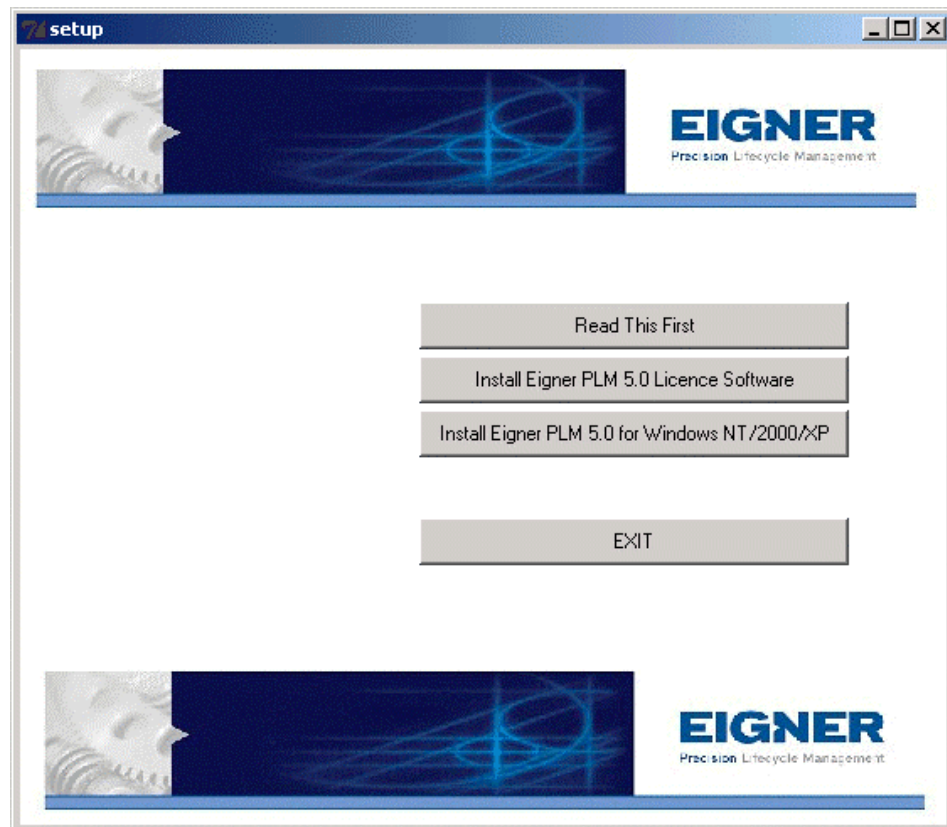 setup
EIGNER
Precision Lifecycle Management
Read This First
Install Eigner PLM 5.0 Licence Software
Install Eigner PLM 5.0 for Windows NT/2000/XP
EXIT
EIGNER
Precision Lifecycle Management